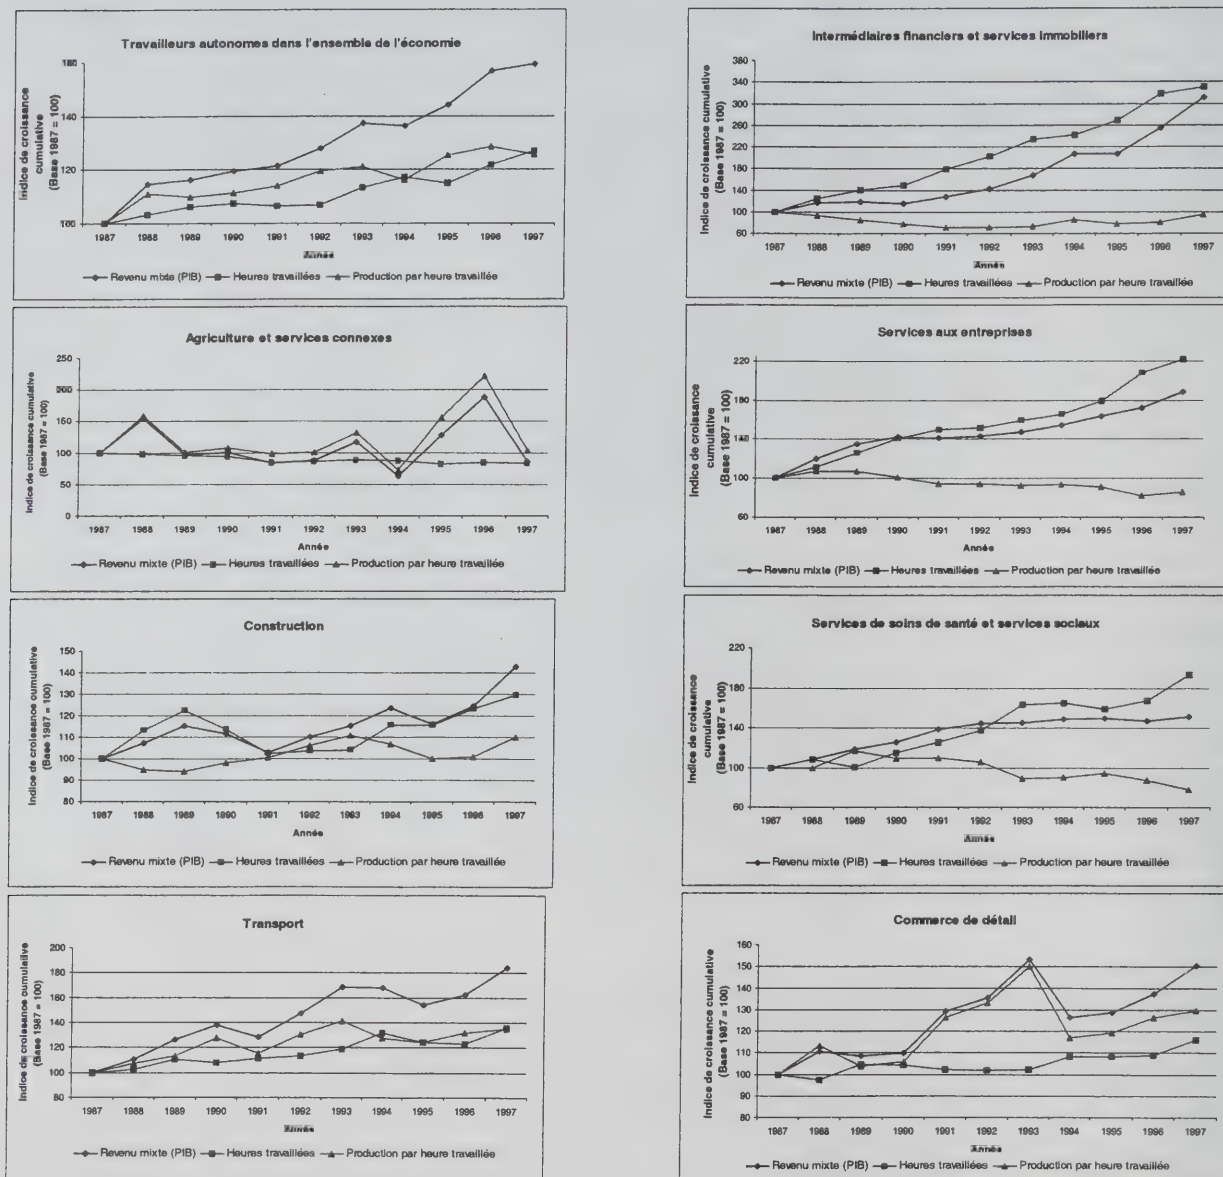 Travailleurs autonomes dans l'ensemble de l'économie
Indice de croissance cumulative (Base 1987 = 100)
160
140
120
100
1987 1988 1989 1990 1991 1992 1993 1994 1995 1996 1997
Année
Revenu mixte (PIB) Heures travaillées Production par heure travaillée
Agriculture et services connexes
Indice de croissance cumulative (Base 1987 = 100)
250
200
150
100
50
0
1987 1988 1989 1990 1991 1992 1993 1994 1995 1996 1997
Année
Revenu mixte (PIB) Heures travaillées Production par heure travaillée
Construction
Indice de croissance cumulative (Base 1987 = 100)
150
140
130
120
110
100
90
80
1987 1988 1989 1990 1991 1992 1993 1994 1995 1996 1997
Année
Revenu mixte (PIB) Heures travaillées Production par heure travaillée
Transport
Indice de croissance cumulative (Base 1987 = 100)
200
180
160
140
120
100
80
1987 1988 1989 1990 1991 1992 1993 1994 1995 1996 1997
Année
Revenu mixte (PIB) Heures travaillées Production par heure travaillée
Intermédiaires financiers et services immobiliers
Indice de croissance cumulative (Base 1987 = 100)
380
340
300
260
220
180
140
100
60
1987 1988 1989 1990 1991 1992 1993 1994 1995 1996 1997
Année
Revenu mixte (PIB) Heures travaillées Production par heure travaillée
Services aux entreprises
Indice de croissance cumulative (Base 1987 = 100)
220
180
140
100
60
1987 1988 1989 1990 1991 1992 1993 1994 1995 1996 1997
Année
Revenu mixte (PIB) Heures travaillées Production par heure travaillée
Services de soins de santé et services sociaux
Indice de croissance cumulative (Base 1987 = 100)
220
180
140
100
60
1987 1988 1989 1990 1991 1992 1993 1994 1995 1996 1997
Année
Revenu mixte (PIB) Heures travaillées Production par heure travaillée
Commerce de détail
Indice de croissance cumulative (Base 1987 = 100)
160
150
140
130
120
110
100
90
80
1987 1988 1989 1990 1991 1992 1993 1994 1995 1996 1997
Année
Revenu mixte (PIB) Heures travaillées Production par heure travaillée